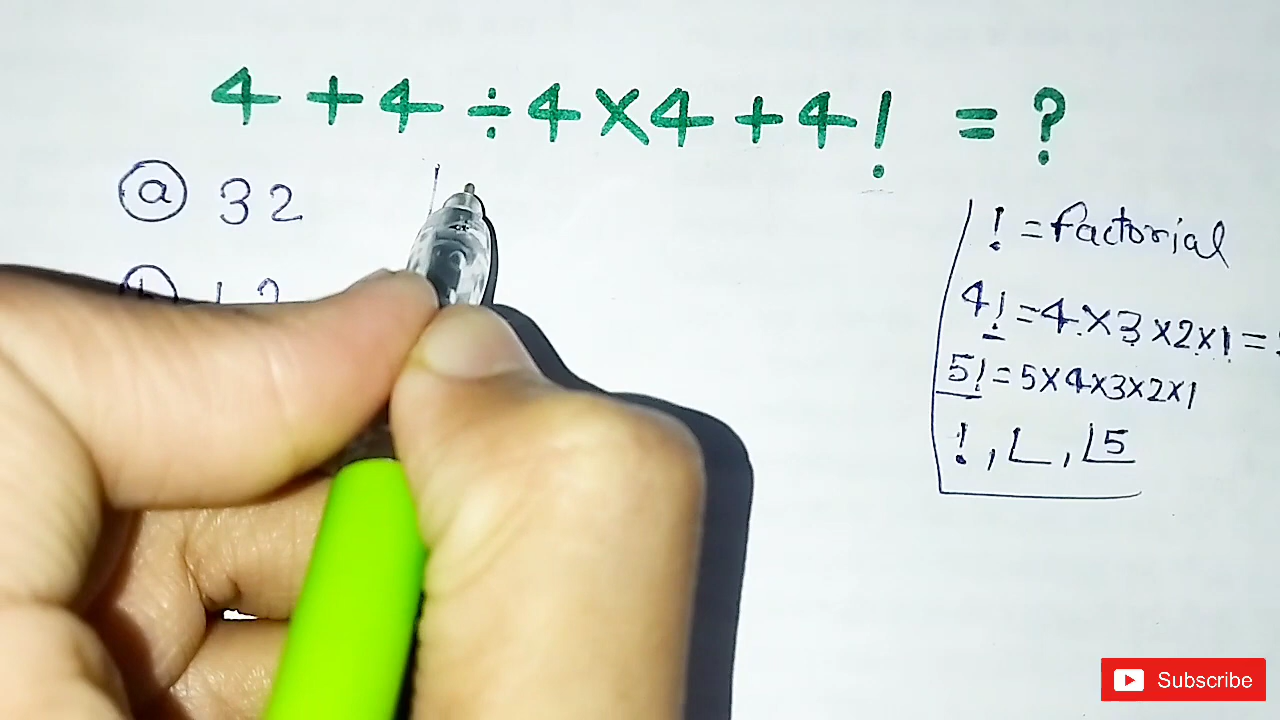 4 + 4 ÷ 4 × 4 + 4 ! = ?
ⓐ 32
! = Factorial
4! = 4 × 3 × 2 × 1 =
5! = 5 × 4 × 3 × 2 × 1
! , ∟ , ∟5
Subscribe